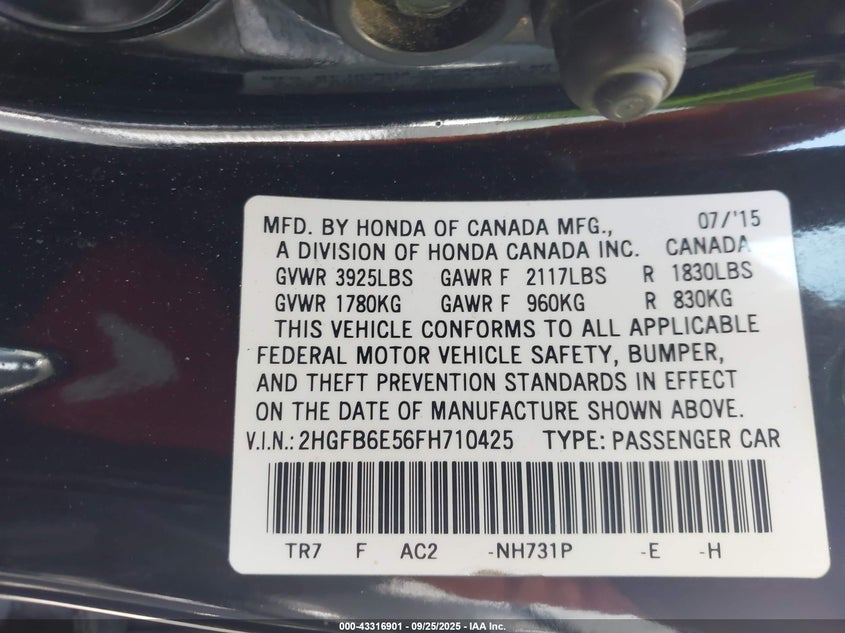 MFD. BY HONDA OF CANADA MFG., 07/'15
A DIVISION OF HONDA CANADA INC. CANADA
GVWR 3925LBS GAWR F 2117LBS R 1830LBS
GVWR 1780KG GAWR F 960KG R 830KG
THIS VEHICLE CONFORMS TO ALL APPLICABLE
FEDERAL MOTOR VEHICLE SAFETY, BUMPER,
AND THEFT PREVENTION STANDARDS IN EFFECT
ON THE DATE OF MANUFACTURE SHOWN ABOVE.
V.I.N.: 2HGFB6E56FH710425 TYPE: PASSENGER CAR
TR7 F AC2 -NH731P -E -H
000-43316901 - 09/25/2025 - IAA Inc.